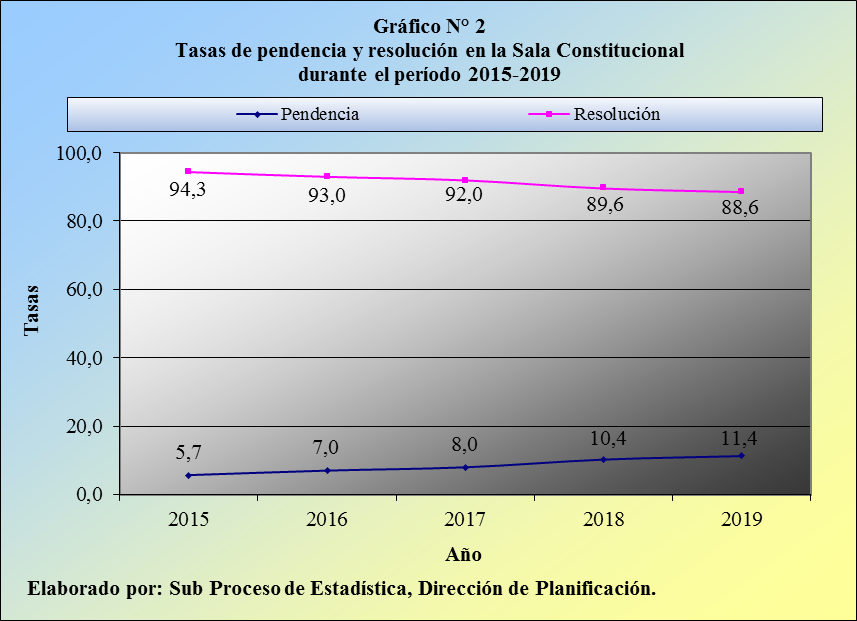 Gráfico N° 2
Tasas de pendencia y resolución en la Sala Constitucional
durante el período 2015-2019
Pendencia Resolución
100,0
94,3 93,0 92,0 89,6 88,6
80,0
60,0
Tasas
40,0
20,0
5,7 7,0 8,0 10,4 11,4
0,0
2015 2016 2017 2018 2019
Año
Elaborado por: Sub Proceso de Estadística, Dirección de Planificación.